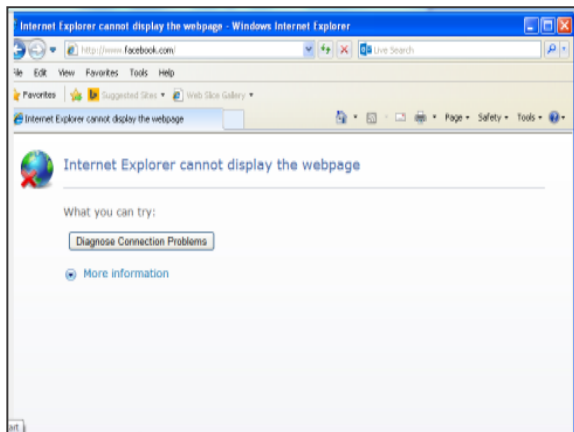 Internet Explorer cannot display the webpage - Windows Internet Explorer
http://www.facebook.com/
Live Search
File Edit View Favorites Tools Help
Favorites Suggested Sites Web Slice Gallery
Internet Explorer cannot display the webpage Page Safety Tools
Internet Explorer cannot display the webpage
What you can try:
Diagnose Connection Problems
More information
art